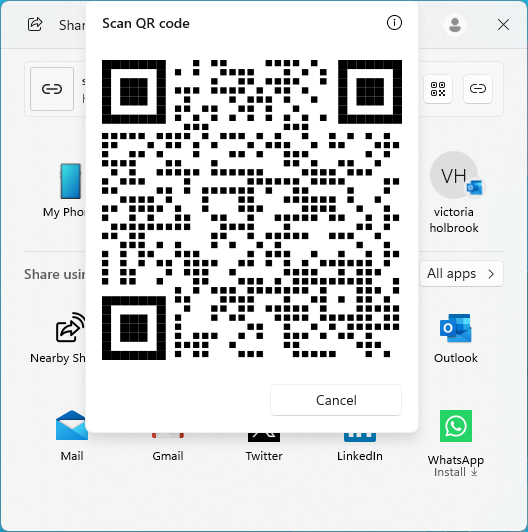 Scan QR code
Shar
My Pho
VH
victoria
holbrook
Share usin
All apps
Nearby Sh
Outlook
Mail
Gmail
Twitter
LinkedIn
WhatsApp
Install
Cancel